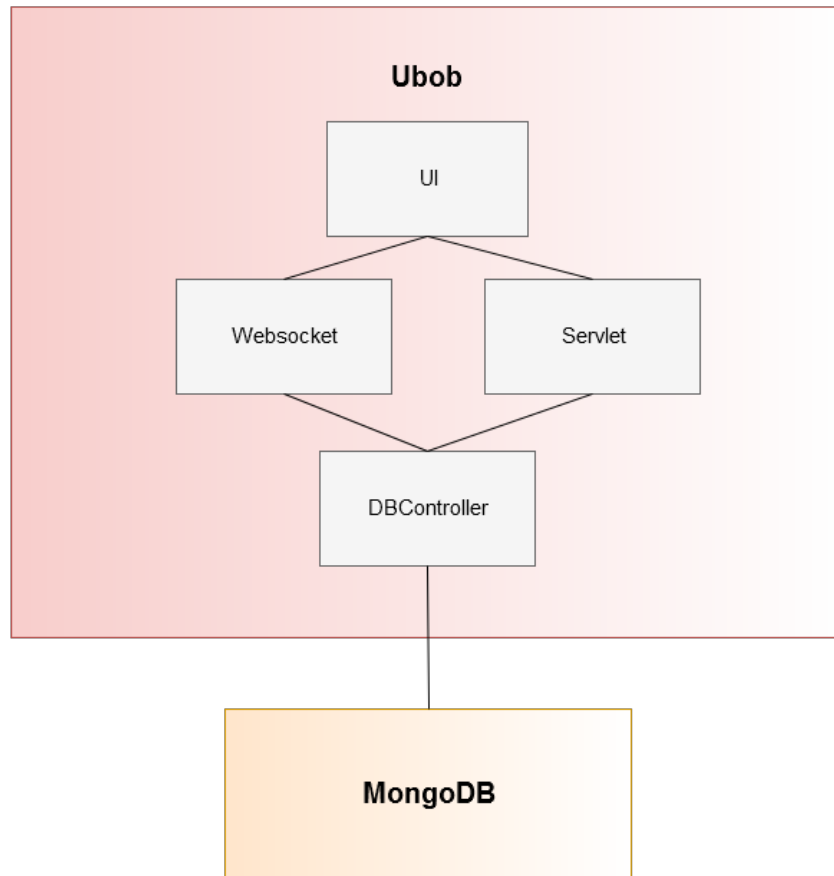 Ubob
UI
Websocket
Servlet
DBController
MongoDB